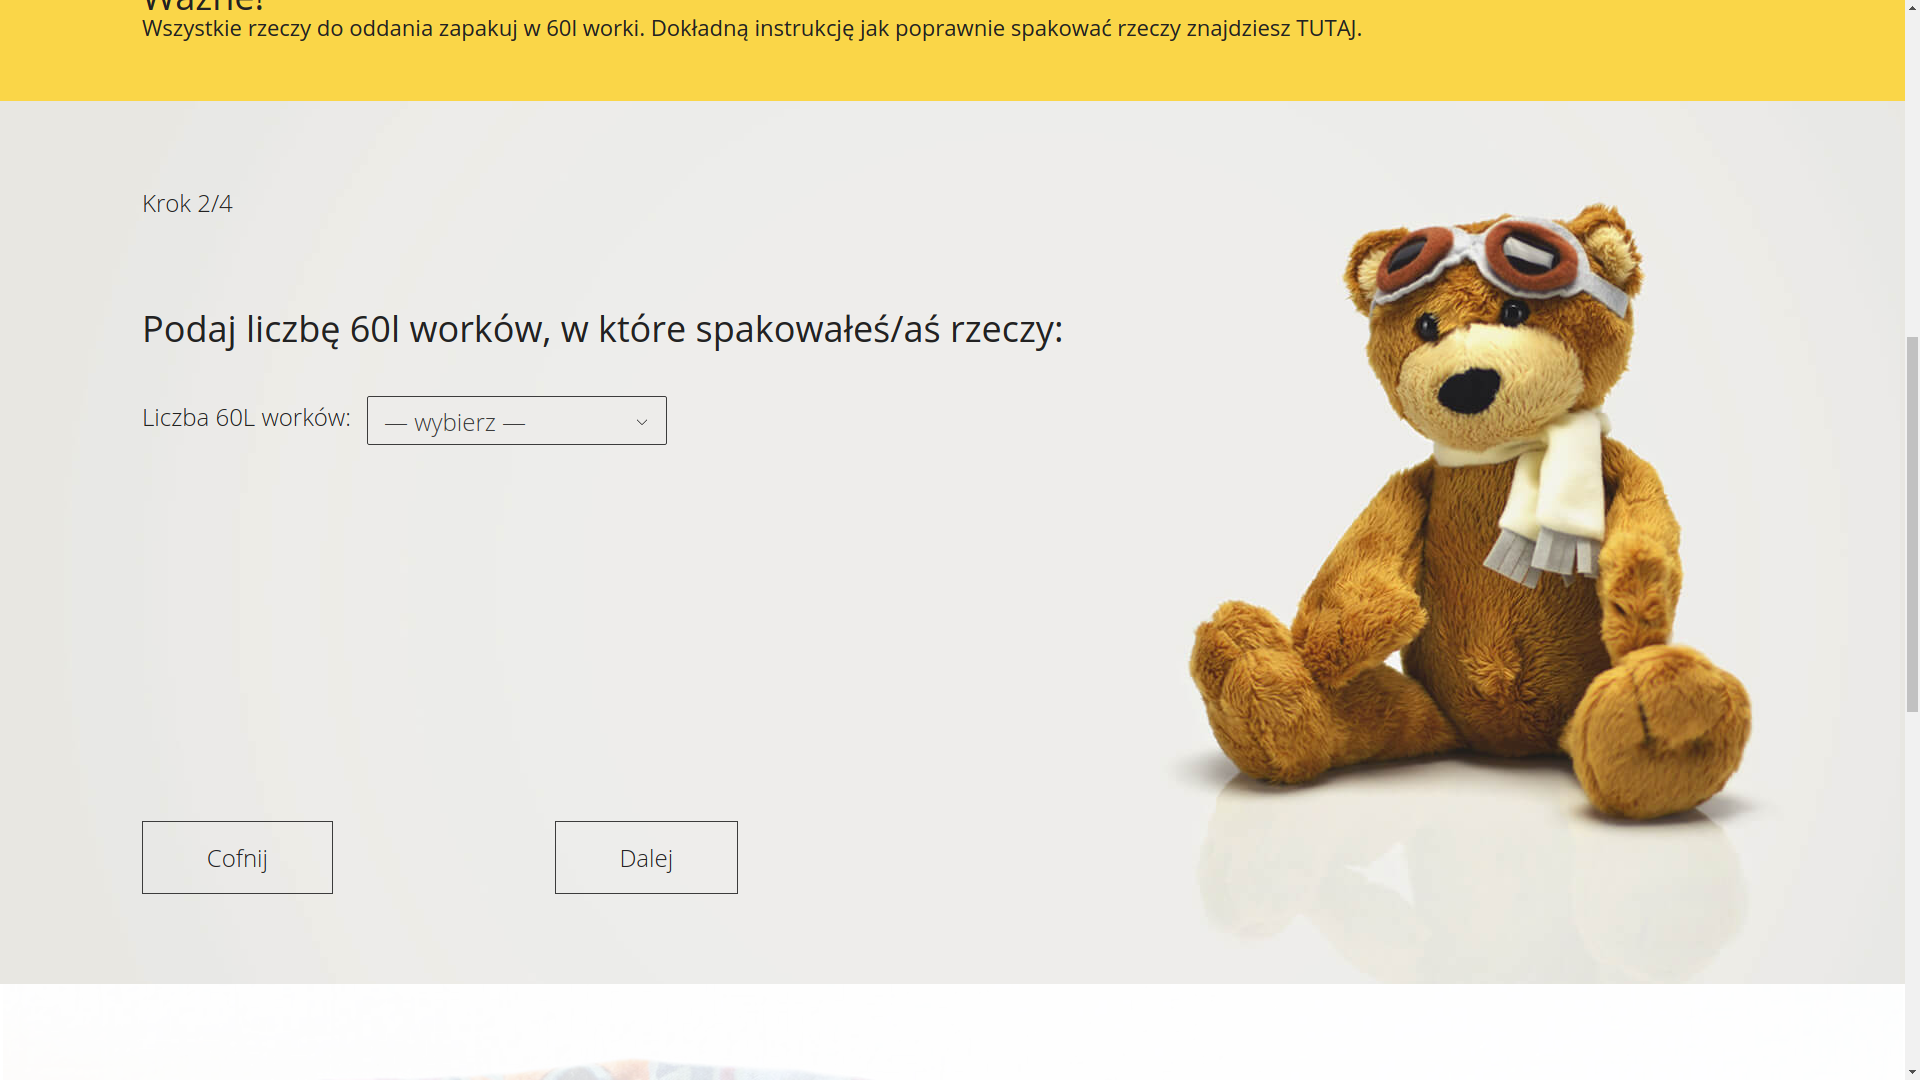 Ważne!
Wszystkie rzeczy do oddania zapakuj w 60l worki. Dokładną instrukcję jak poprawnie spakować rzeczy znajdziesz TUTAJ.
Krok 2/4
Podaj liczbę 60l worków, w które spakowałeś/aś rzeczy:
Liczba 60L worków: — wybierz —
Cofnij Dalej